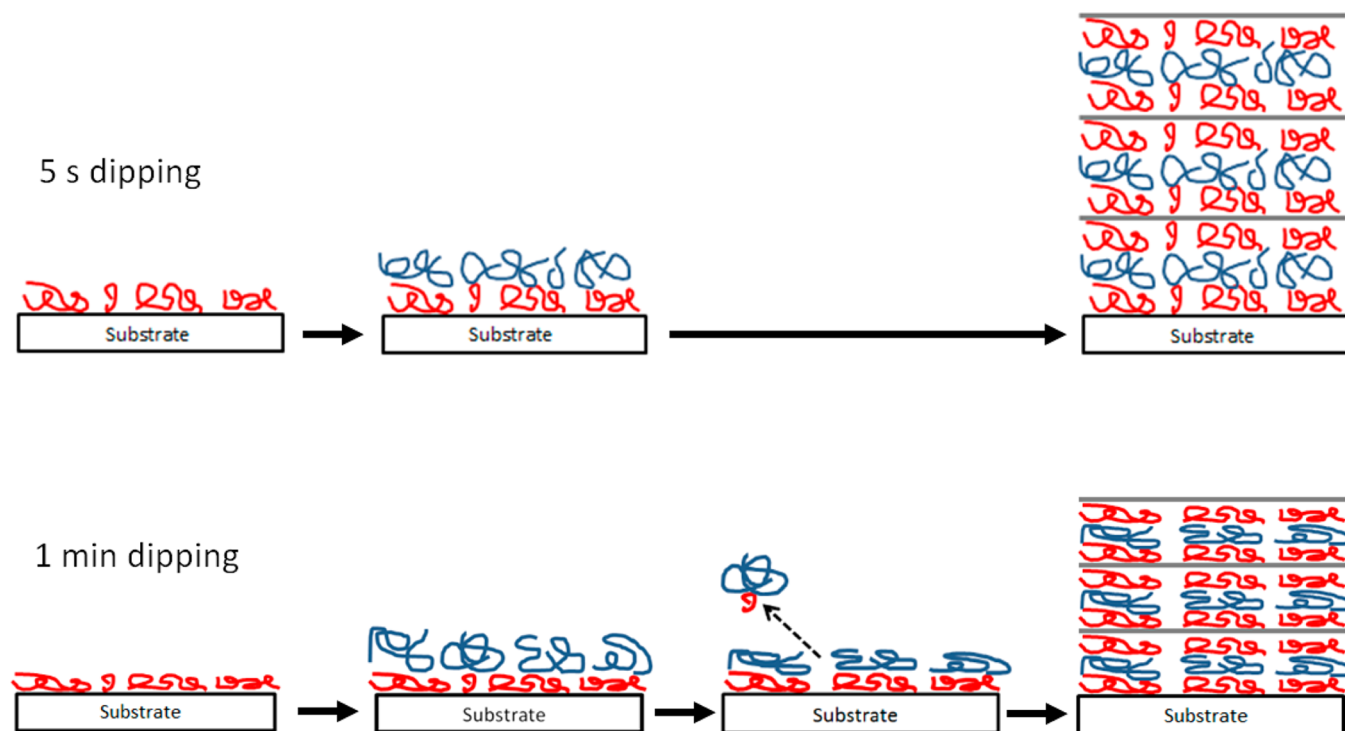 5 s dipping
Substrate
Substrate
Substrate
1 min dipping
Substrate
Substrate
Substrate
Substrate